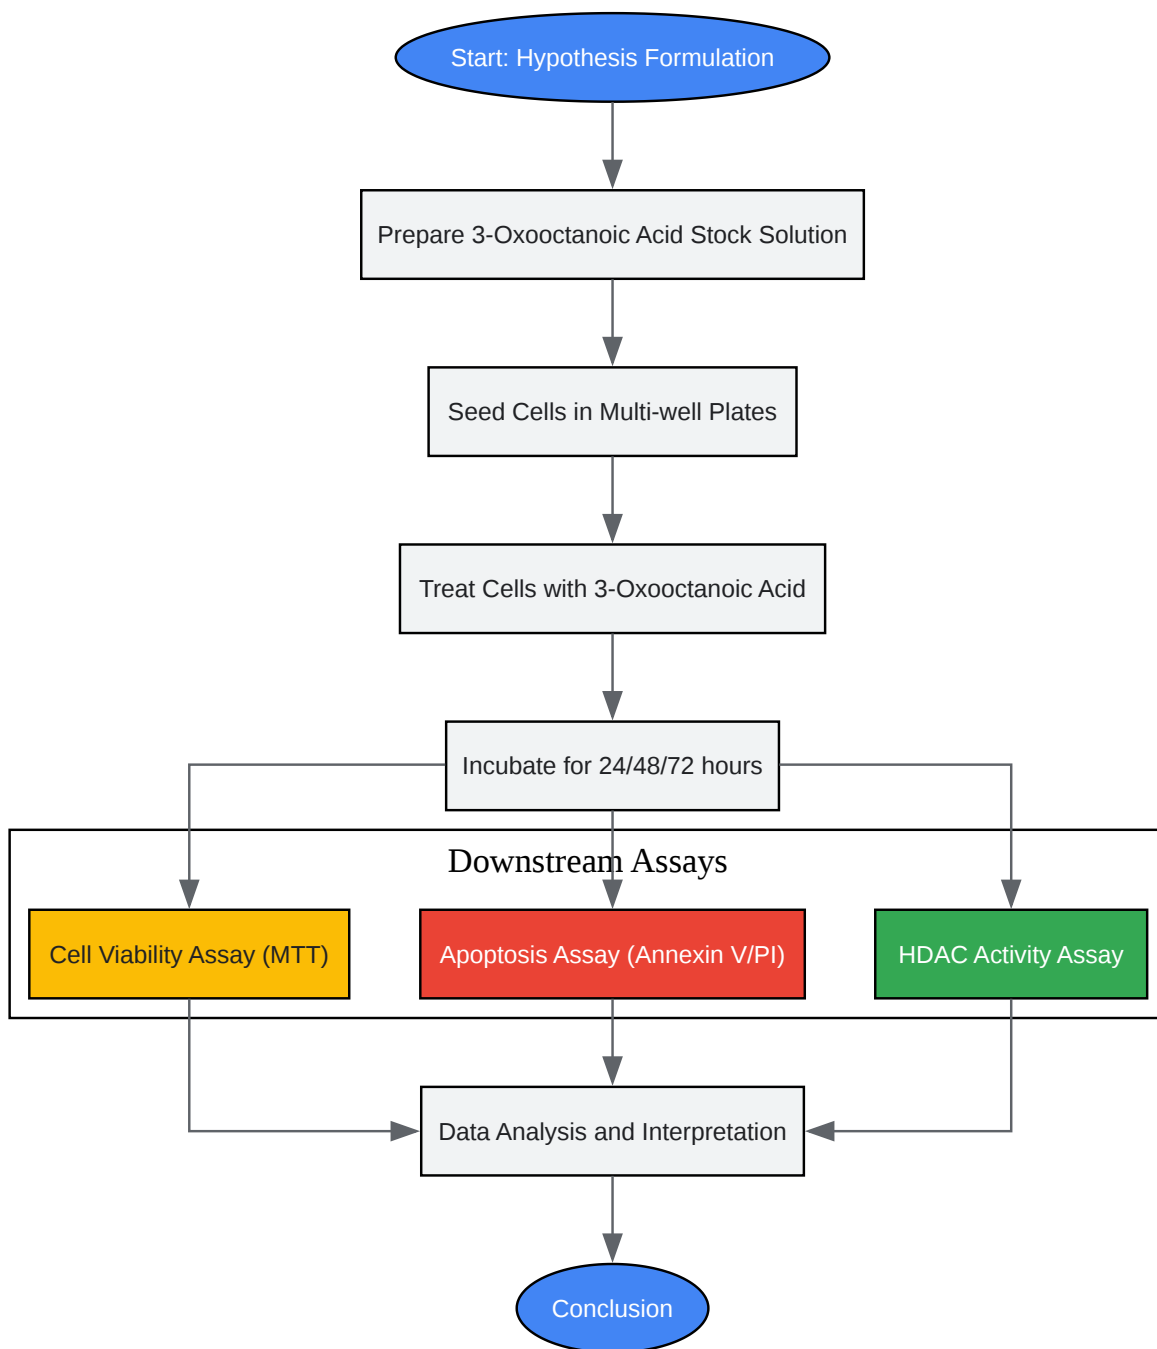 Start: Hypothesis Formulation
Prepare 3-Oxooctanoic Acid Stock Solution
Seed Cells in Multi-well Plates
Treat Cells with 3-Oxooctanoic Acid
Incubate for 24/48/72 hours
Downstream Assays
Cell Viability Assay (MTT)
Apoptosis Assay (Annexin V/PI)
HDAC Activity Assay
Data Analysis and Interpretation
Conclusion